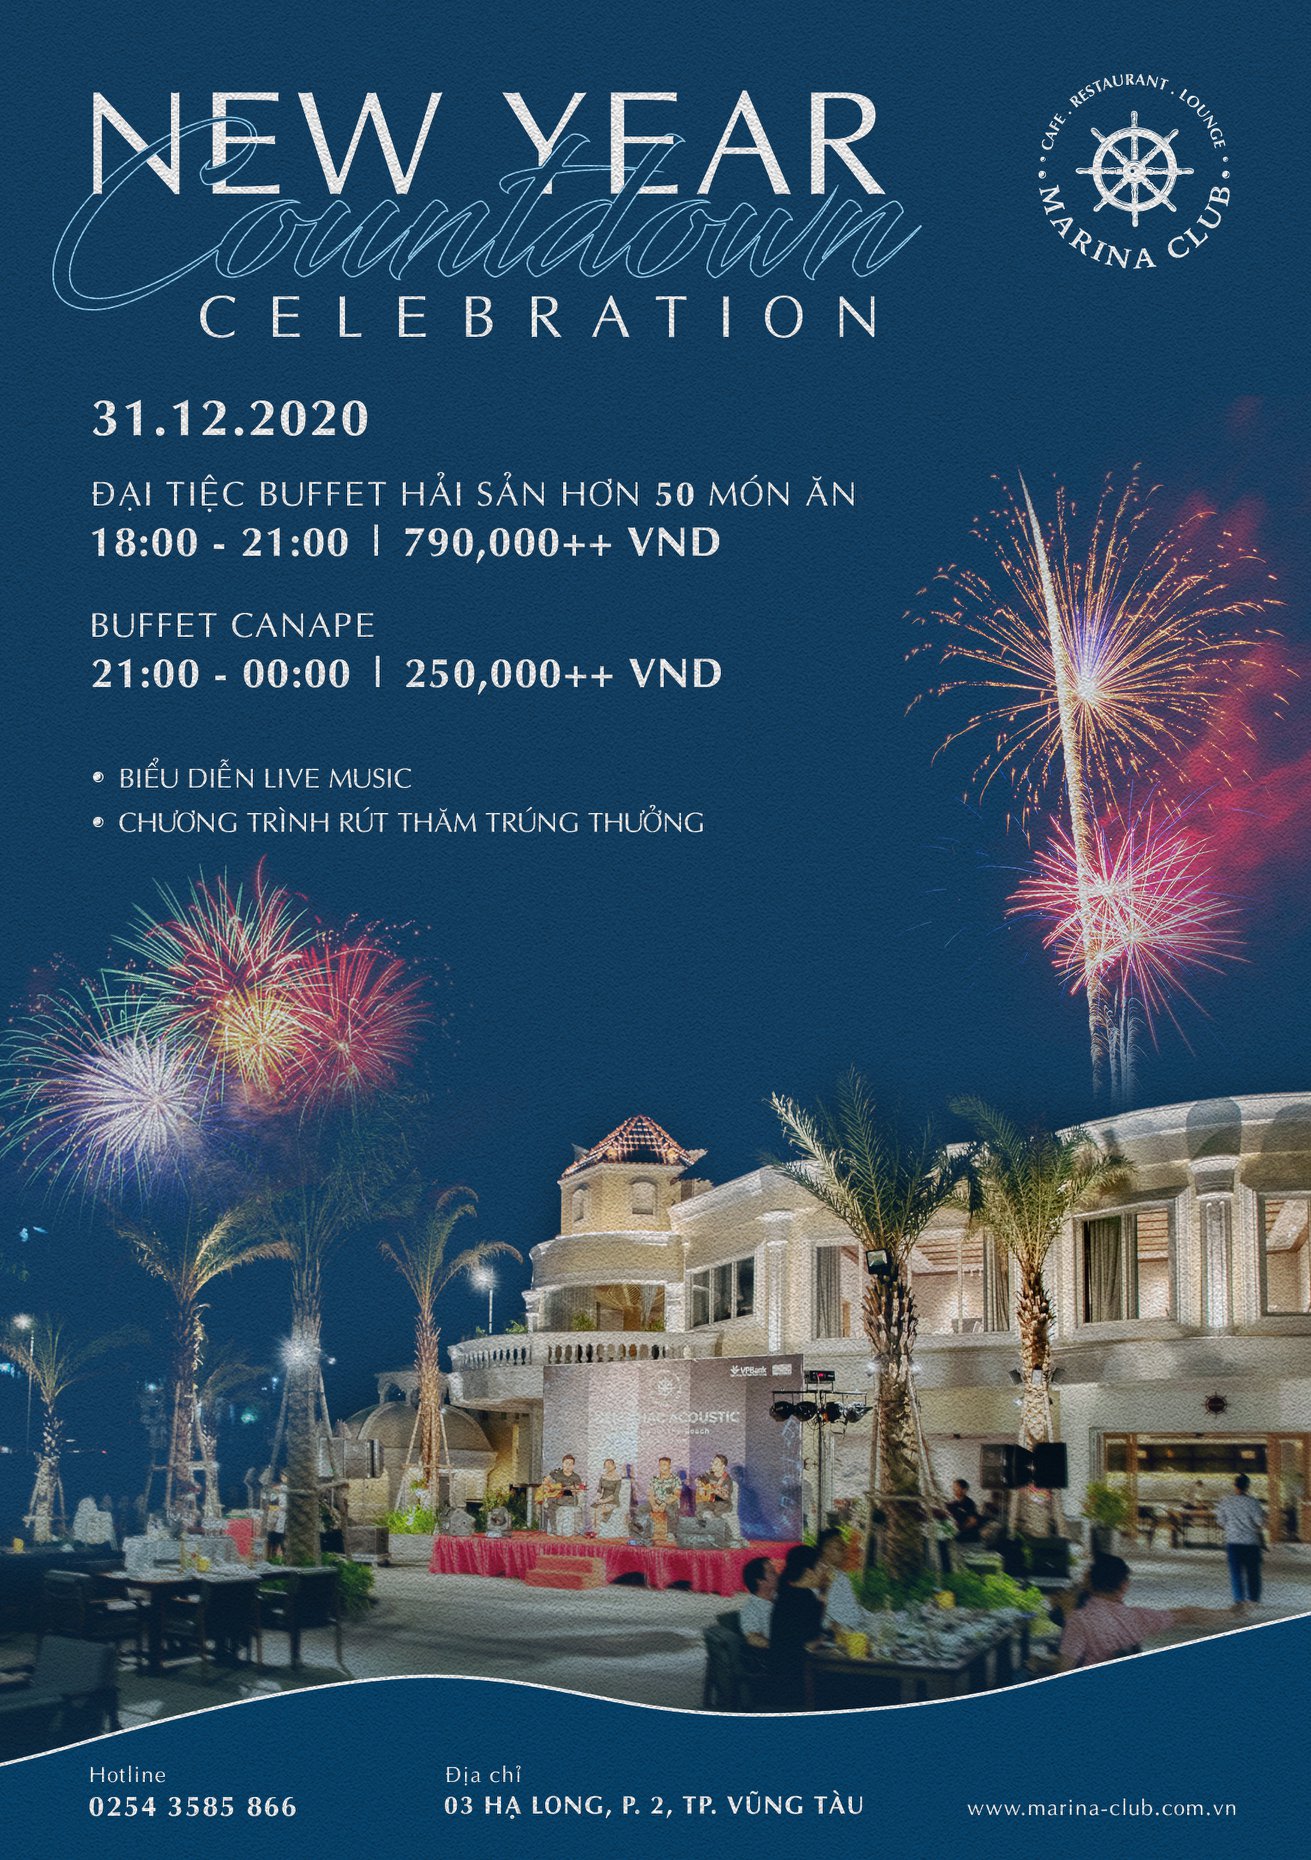 NEW YEAR
Countdown
CELEBRATION
CAFE . RESTAURANT . LOUNGE
MARINA CLUB
31.12.2020
ĐẠI TIỆC BUFFET HẢI SẢN HƠN 50 MÓN ĂN
18:00 - 21:00 | 790,000++ VND
BUFFET CANAPE
21:00 - 00:00 | 250,000++ VND
• BIỂU DIỄN LIVE MUSIC
• CHƯƠNG TRÌNH RÚT THĂM TRÚNG THƯỞNG
VPBank
ACOUSTIC
Hotline
0254 3585 866
Địa chỉ
03 HẠ LONG, P. 2, TP. VŨNG TÀU
www.marina-club.com.vn